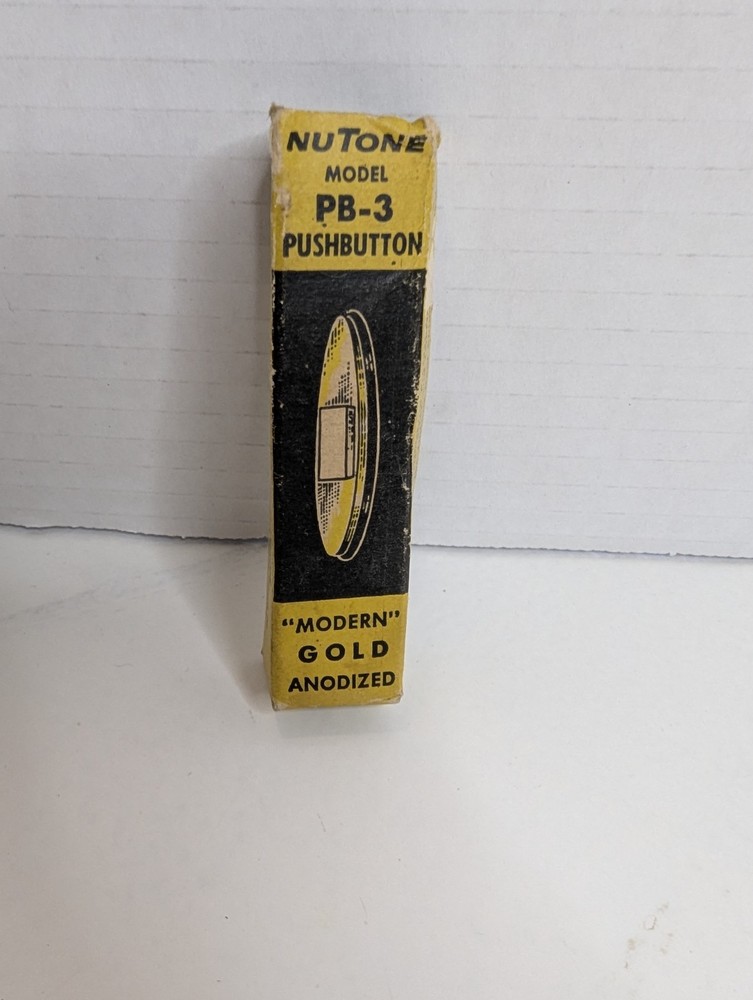 NUTONE
MODEL
PB-3
PUSHBUTTON
"MODERN"
GOLD
ANODIZED